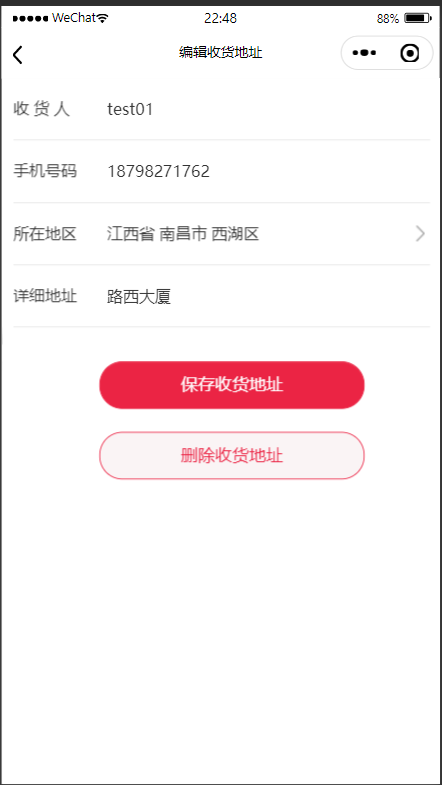 ●●●●● WeChat 22:48 88%
编辑收货地址
收 货 人 test01
手机号码 18798271762
所在地区 江西省 南昌市 西湖区
详细地址 路西大厦
保存收货地址
删除收货地址